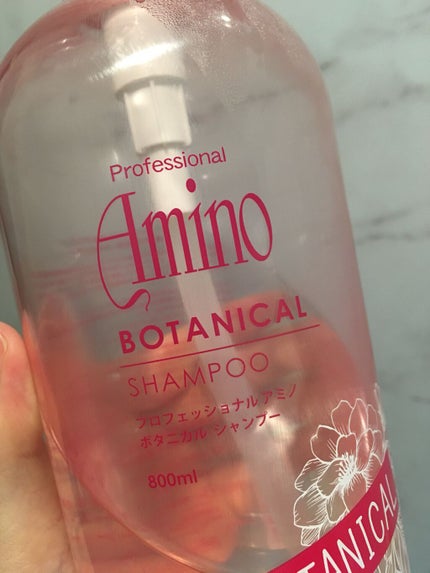 Professional
Amino
BOTANICAL
SHAMPOO
プロフェッショナル アミノ
ボタニカル シャンプー
800ml
TANICAL